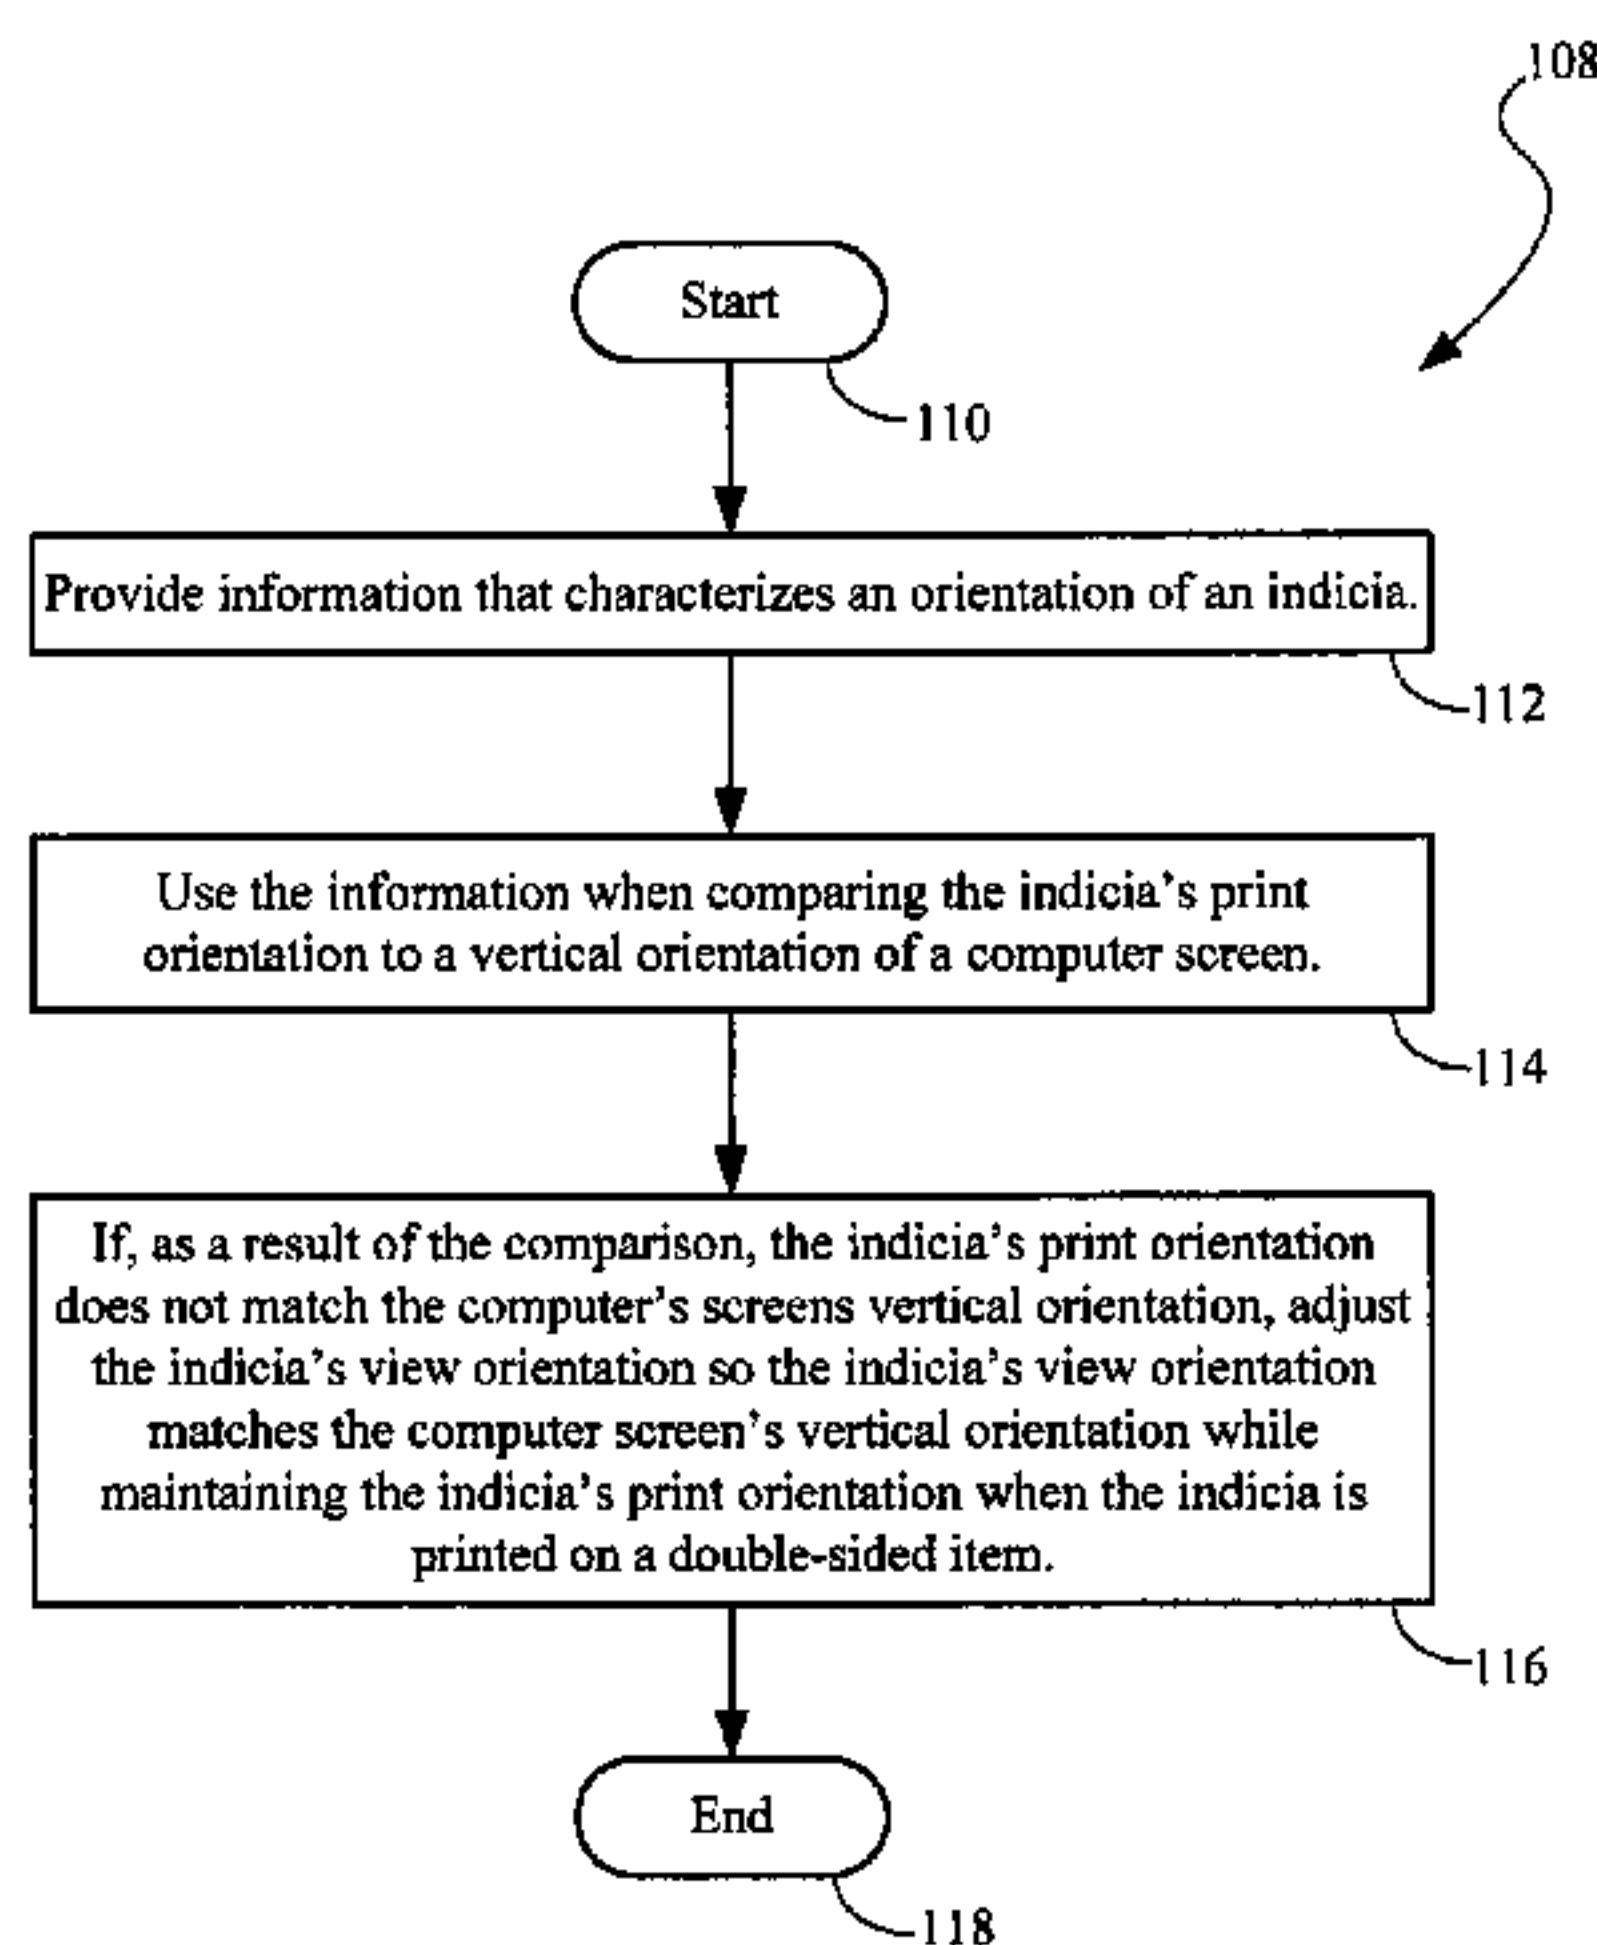 108
Start
110
Provide information that characterizes an orientation of an indicia.
112
Use the information when comparing the indicia's print
orientation to a vertical orientation of a computer screen.
114
If, as a result of the comparison, the indicia's print orientation
does not match the computer's screens vertical orientation, adjust
the indicia's view orientation so the indicia's view orientation
matches the computer screen's vertical orientation while
maintaining the indicia's print orientation when the indicia is
printed on a double-sided item.
116
End
118